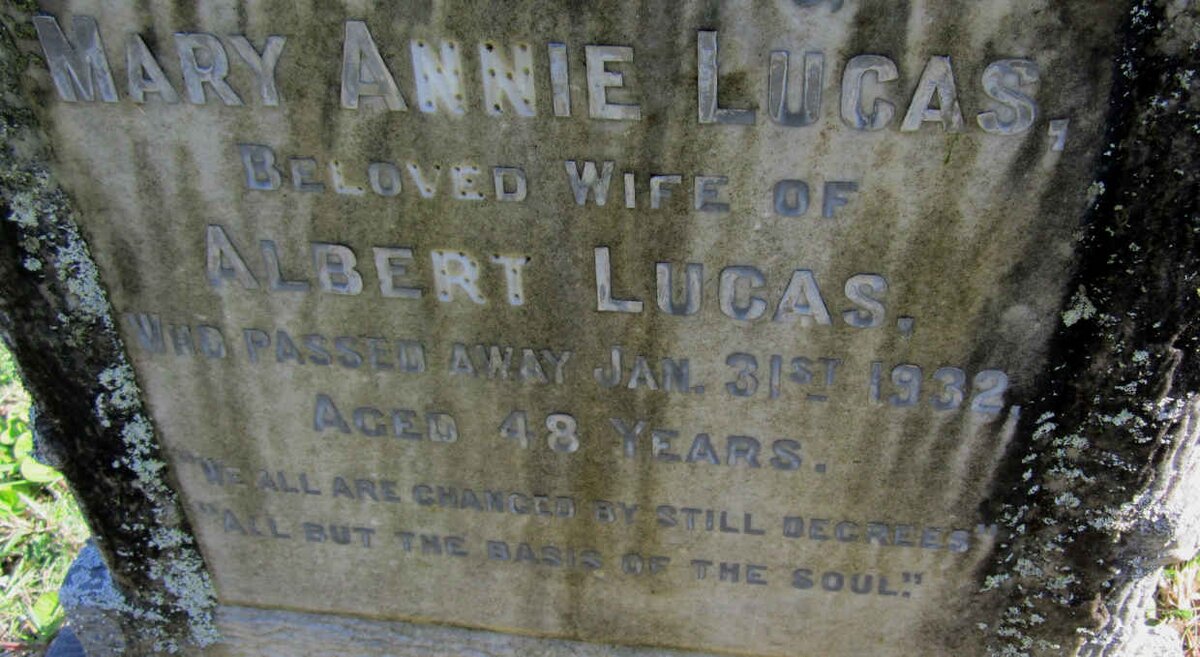 MARY ANNIE LUCAS,
BELOVED WIFE OF
ALBERT LUCAS,
WHO PASSED AWAY JAN. 31ST 1932,
AGED 48 YEARS.
"WE ALL ARE CHANGED BY STILL DEGREES"
"ALL BUT THE BASIS OF THE SOUL."